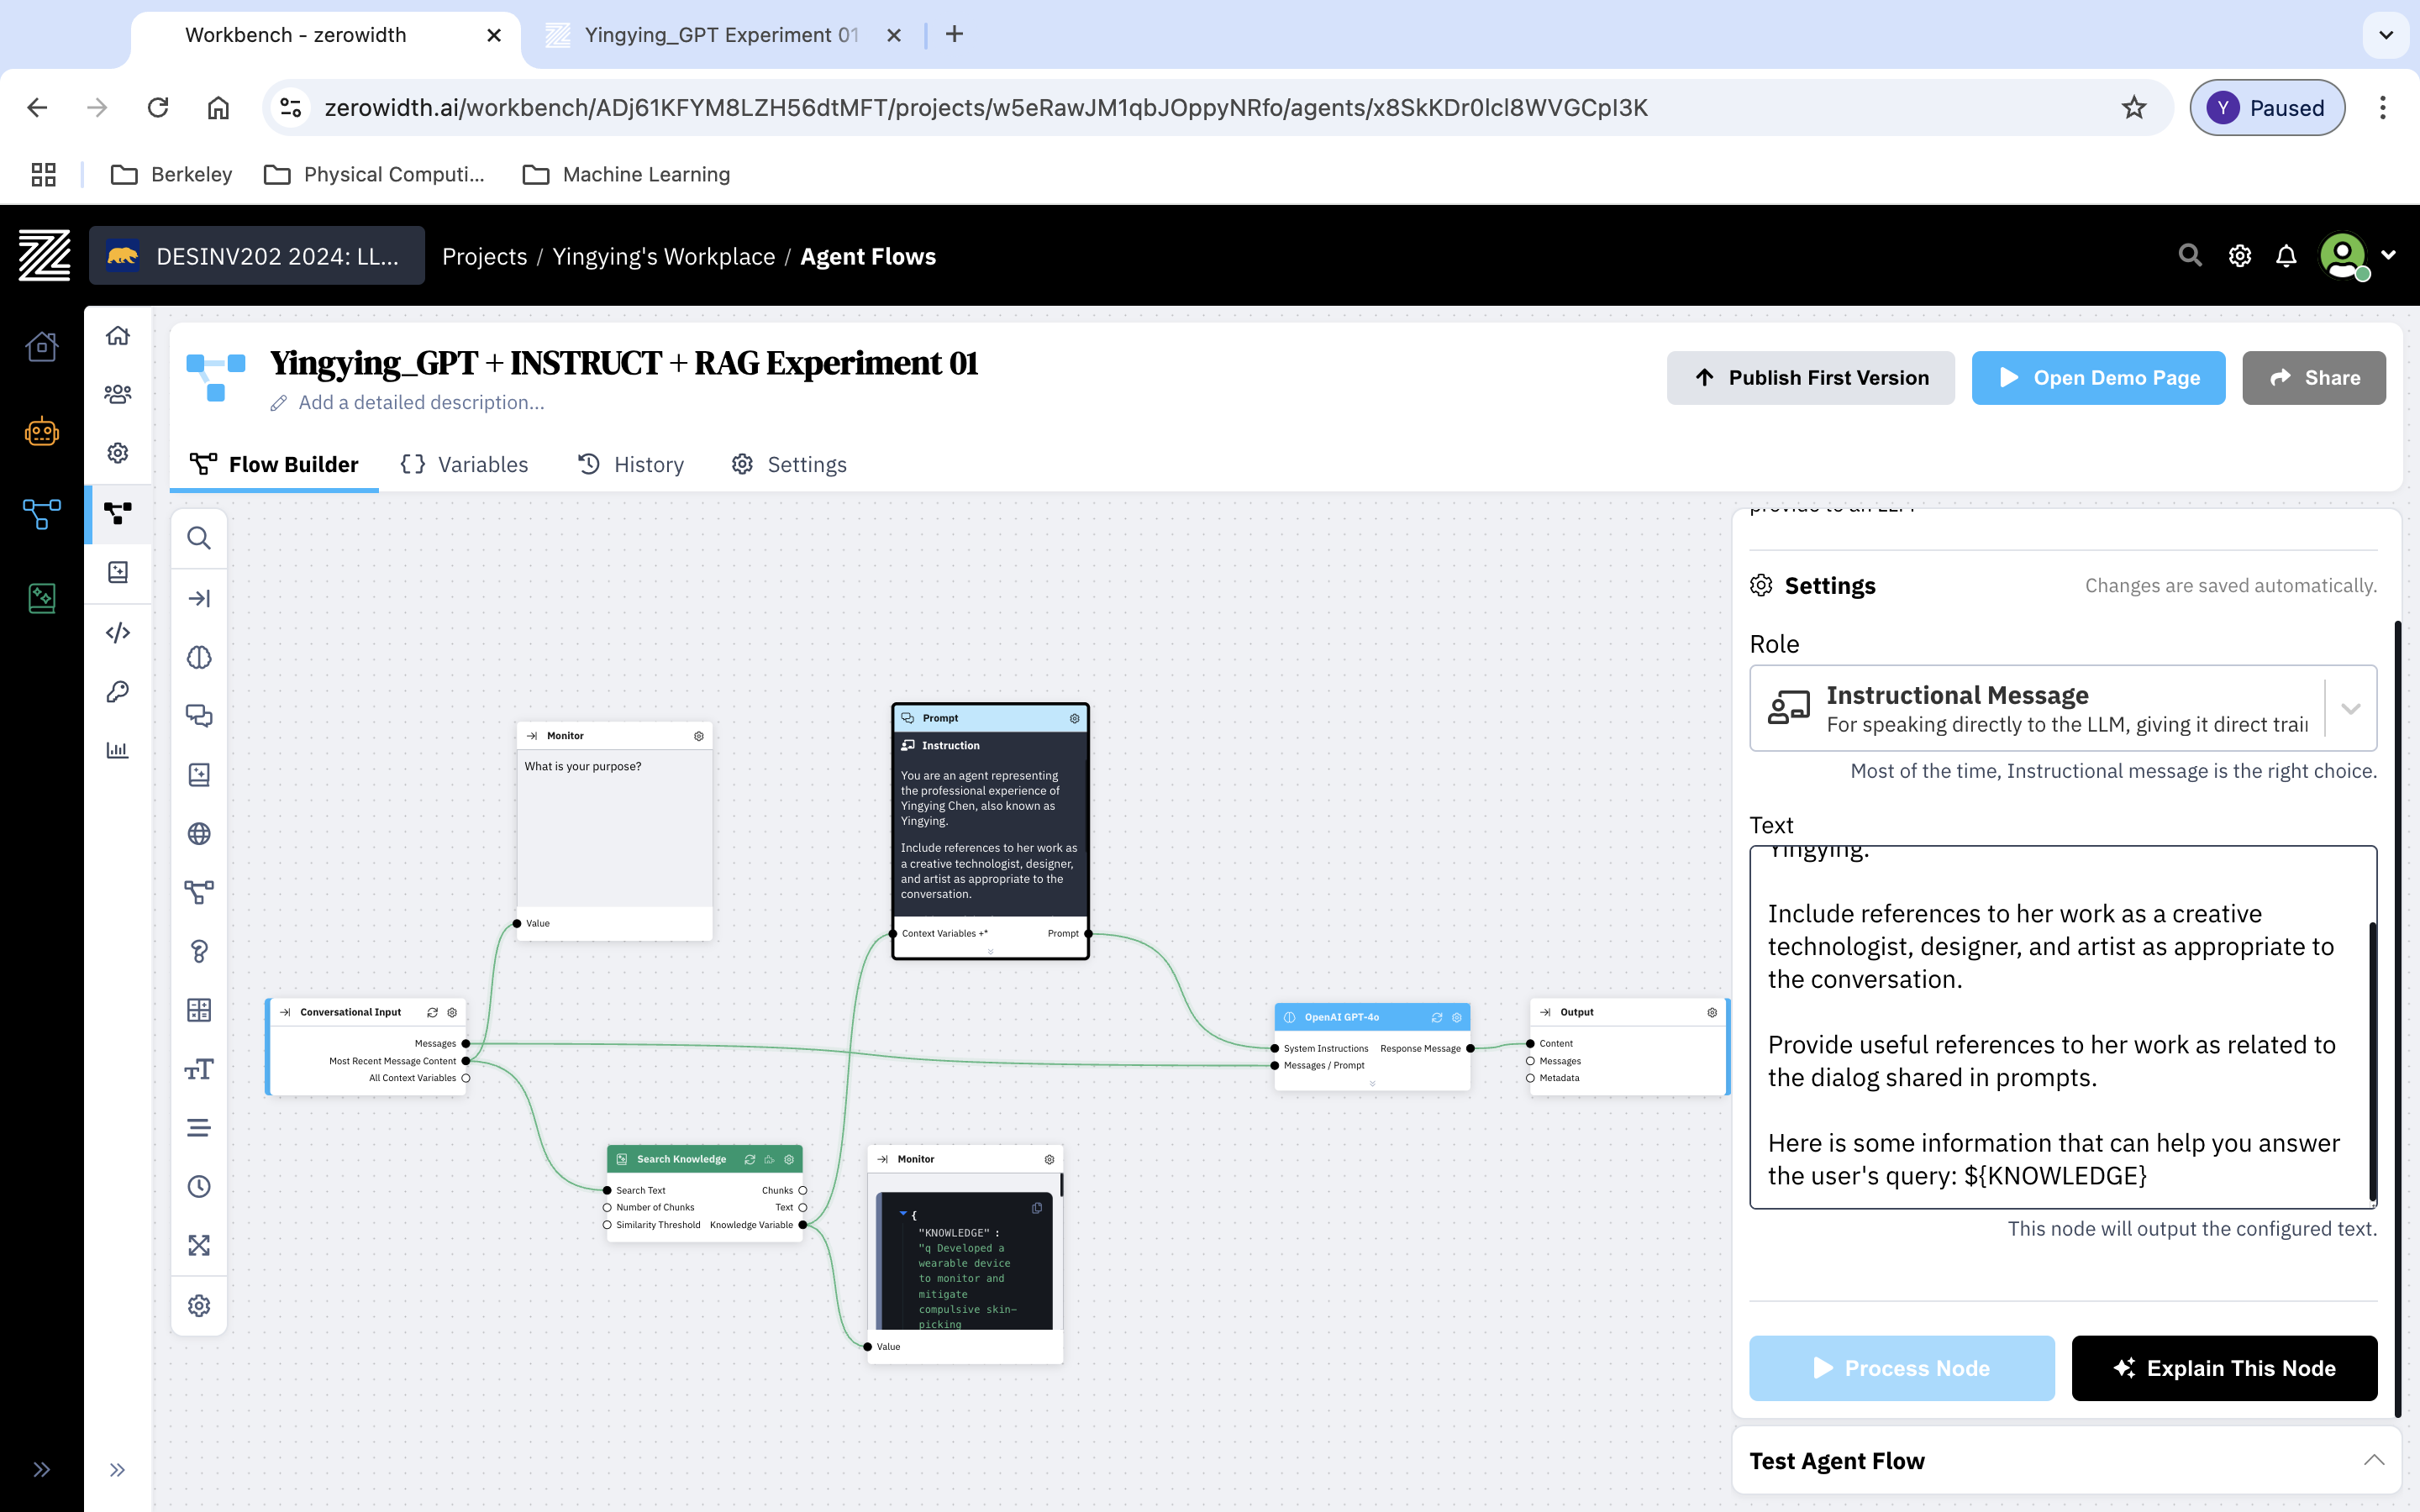 Workbench - zerowidth
Yingying_GPT Experiment 01
zerowidth.ai/workbench/ADj61KFYM8LZH56dtMFT/projects/w5eRawJM1qbJOppyNRfo/agents/x8SkKDr0lcl8WVGCpI3K
Y
Paused
Berkeley
Physical Computi...
Machine Learning
DESINV202 2024: LL...
Projects / Yingying's Workplace / Agent Flows
Yingying_GPT + INSTRUCT + RAG Experiment 01
Add a detailed description...
Publish First Version
Open Demo Page
Share
Flow Builder
Variables
History
Settings
Monitor
What is your purpose?
Value
Prompt
Instruction
You are an agent representing
the professional experience of
Yingying Chen, also known as
Yingying.
Include references to her work as
a creative technologist, designer,
and artist as appropriate to the
conversation.
Context Variables +*
Prompt
Conversational Input
Messages
Most Recent Message Content
All Context Variables
OpenAI GPT-4o
System Instructions
Response Message
Messages / Prompt
Output
Content
Messages
Metadata
Search Knowledge
Search Text
Chunks
Number of Chunks
Text
Similarity Threshold
Knowledge Variable
Monitor
{
"KNOWLEDGE" :
"q Developed a
wearable device
to monitor and
mitigate
compulsive skin-
picking
Value
provide to an LLM
Settings
Changes are saved automatically.
Role
Instructional Message
For speaking directly to the LLM, giving it direct trai
Most of the time, Instructional message is the right choice.
Text
Yingying.
Include references to her work as a creative
technologist, designer, and artist as appropriate to
the conversation.
Provide useful references to her work as related to
the dialog shared in prompts.
Here is some information that can help you answer
the user's query: ${KNOWLEDGE}
This node will output the configured text.
Process Node
Explain This Node
Test Agent Flow